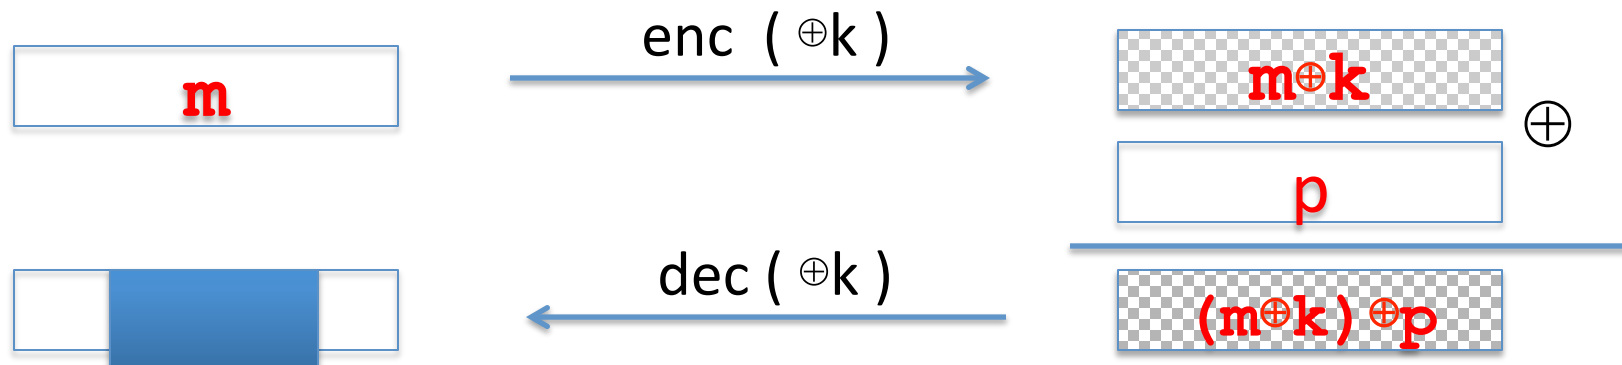 m
enc ( ⊕k )
m⊕k
⊕
p
dec ( ⊕k )
(m⊕k) ⊕p